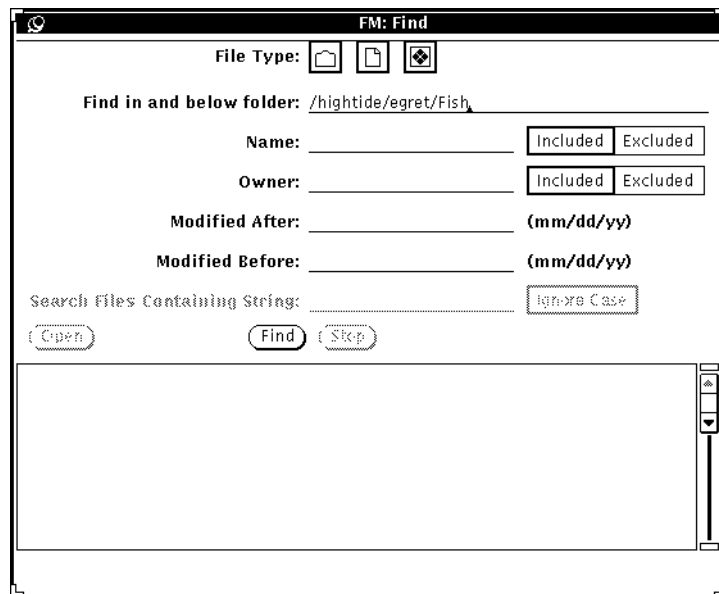 FM: Find
File Type:
Find in and below folder: /hightide/egret/Fish
Name: Included Excluded
Owner: Included Excluded
Modified After: (mm/dd/yy)
Modified Before: (mm/dd/yy)
Search Files Containing String: Ignore Case
Open Find Stop